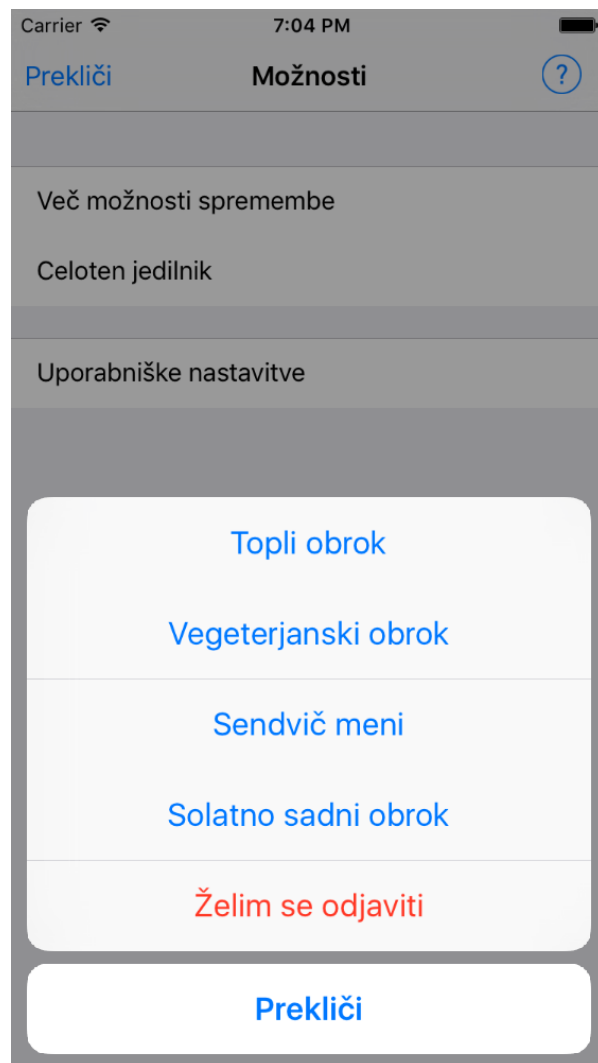 Carrier 7:04 PM
Prekliči Možnosti ?
Več možnosti spremembe
Celoten jedilnik
Uporabniške nastavitve
Topli obrok
Vegeterjanski obrok
Sendvič meni
Solatno sadni obrok
Želim se odjaviti
Prekliči